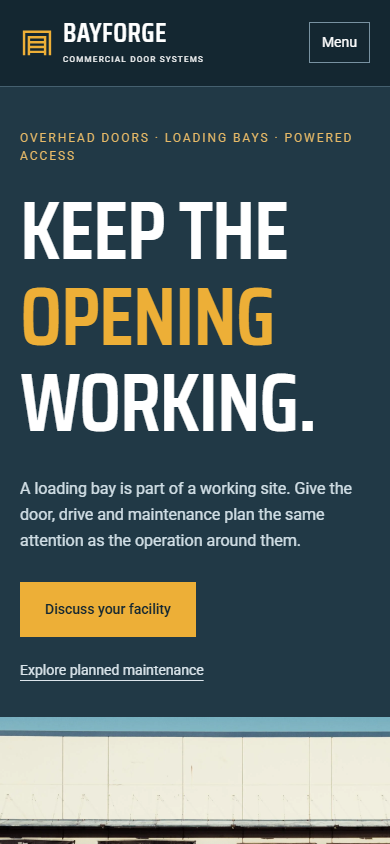 BAYFORGE
COMMERCIAL DOOR SYSTEMS
Menu
OVERHEAD DOORS · LOADING BAYS · POWERED
ACCESS
KEEP THE
OPENING
WORKING.
A loading bay is part of a working site. Give the
door, drive and maintenance plan the same
attention as the operation around them.
Discuss your facility
Explore planned maintenance